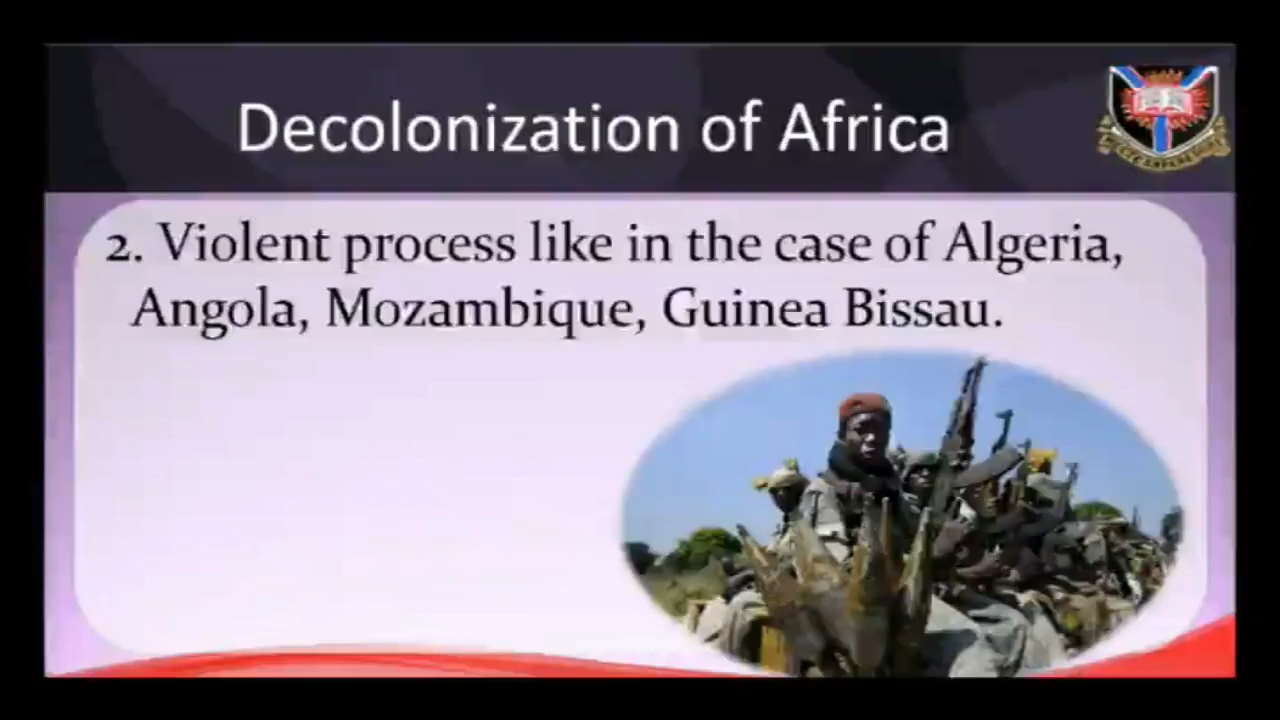 Decolonization of Africa
2. Violent process like in the case of Algeria,
Angola, Mozambique, Guinea Bissau.